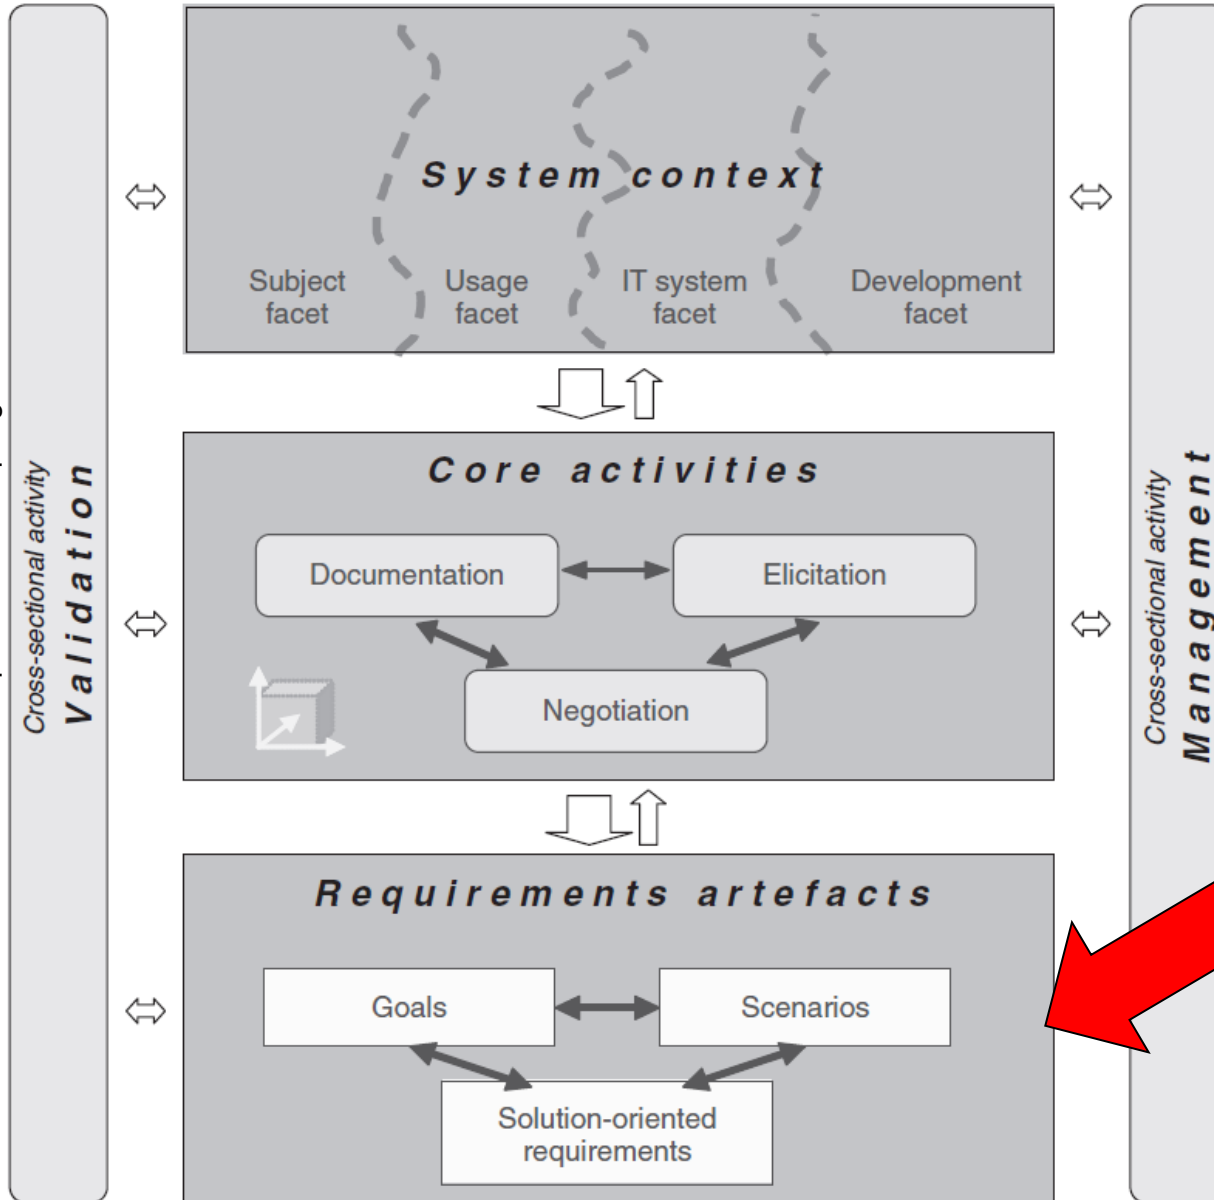 System context
Subject
facet
Usage
facet
IT system
facet
Development
facet
Cross-sectional activity
Validation
Core activities
Documentation
Elicitation
Negotiation
Cross-sectional activity
Management
Requirements artefacts
Goals
Scenarios
Solution-oriented
requirements